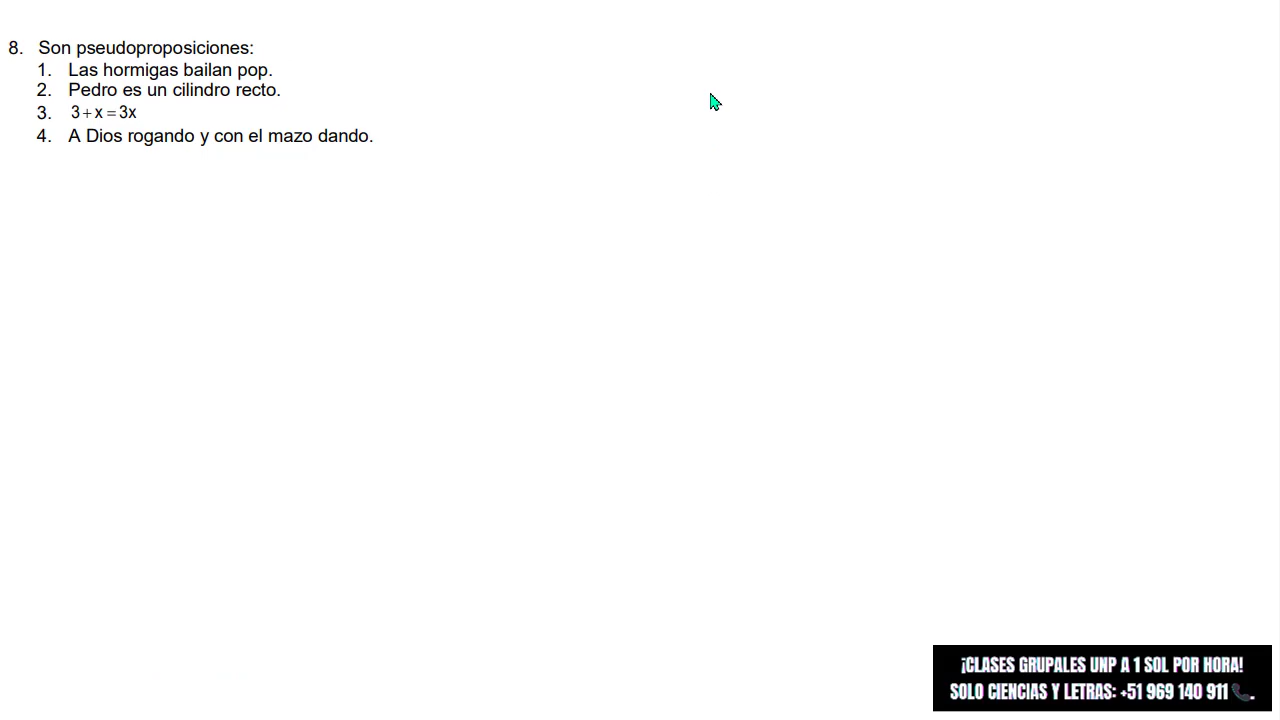 8. Son pseudoproposiciones:
1. Las hormigas bailan pop.
2. Pedro es un cilindro recto.
3. 3+x=3x
4. A Dios rogando y con el mazo dando.
¡CLASES GRUPALES UNP A 1 SOL POR HORA!
SOLO CIENCIAS Y LETRAS: +51 969 140 911 📞.